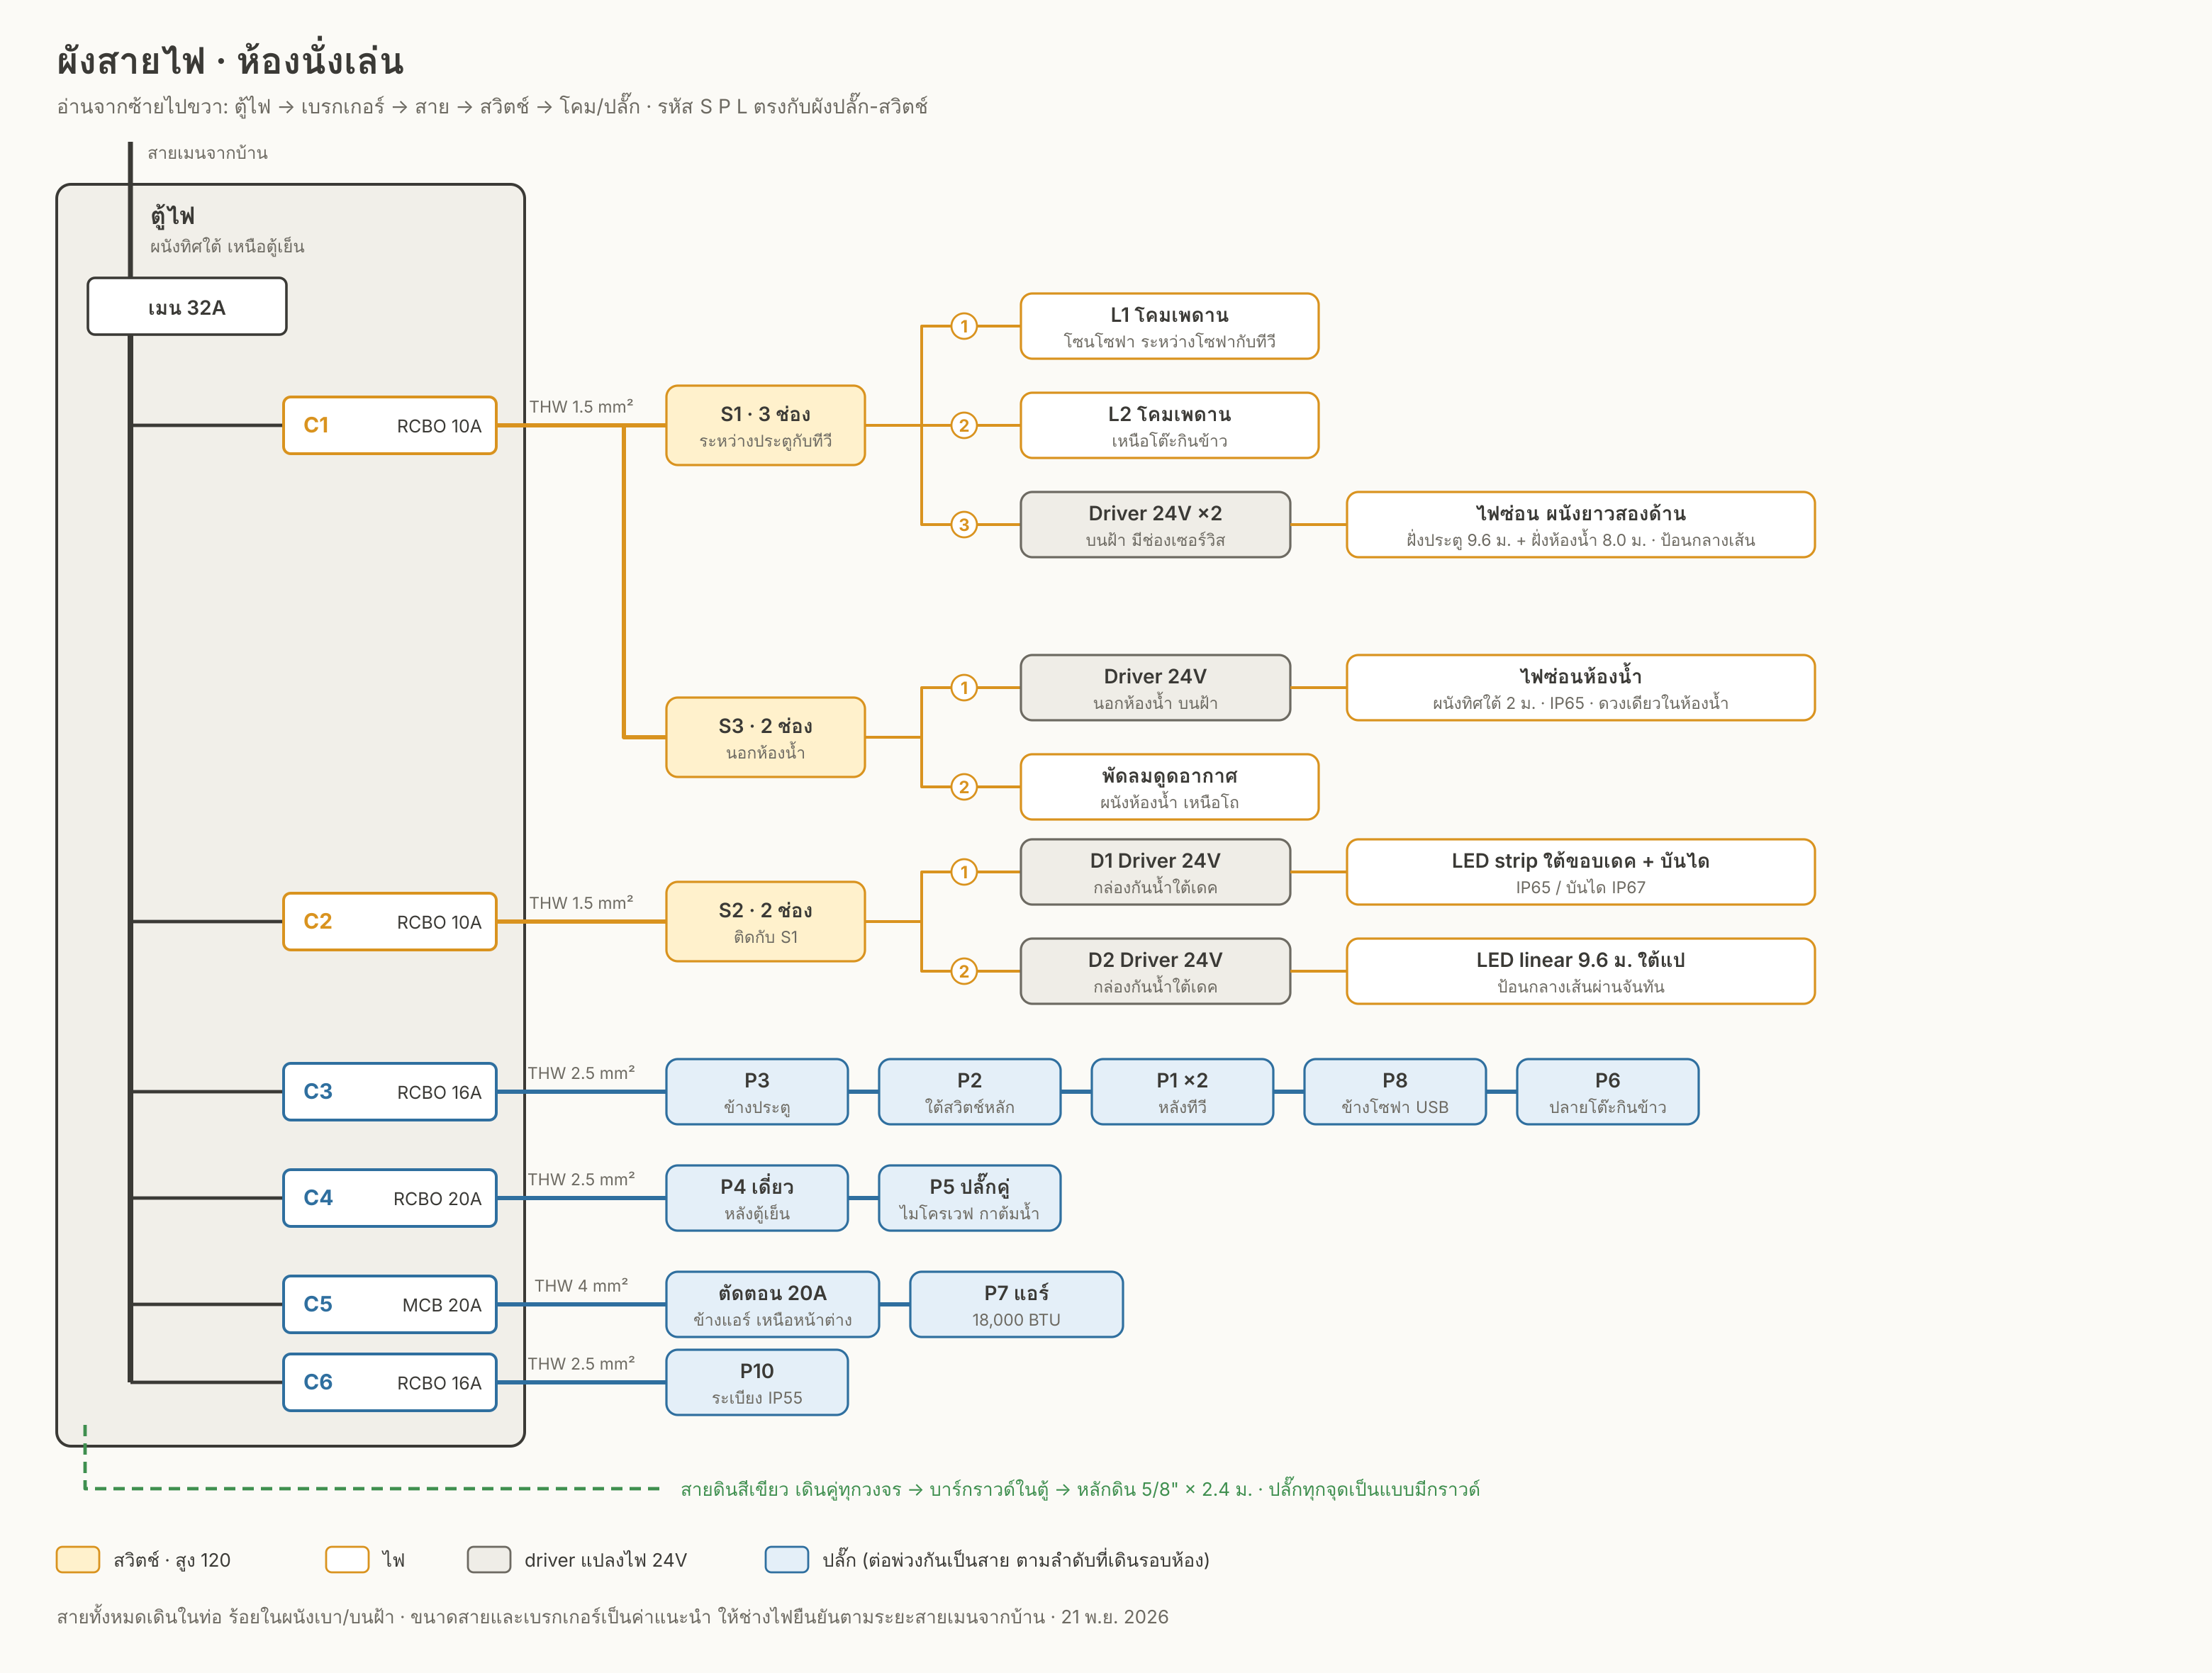 ผังสายไฟ · ห้องนั่งเล่น
อ่านจากซ้ายไปขวา: ตู้ไฟ → เบรกเกอร์ → สาย → สวิตช์ → โคม/ปลั๊ก · รหัส S P L ตรงกับผังปลั๊ก-สวิตช์
สายเมนจากบ้าน
ตู้ไฟ
ผนังทิศใต้ เหนือตู้เย็น
เมน 32A
C1 RCBO 10A
THW 1.5 mm²
S1 · 3 ช่อง
ระหว่างประตูกับทีวี
1
L1 โคมเพดาน
โซนโซฟา ระหว่างโซฟากับทีวี
2
L2 โคมเพดาน
เหนือโต๊ะกินข้าว
3
Driver 24V ×2
บนฝ้า มีช่องเซอร์วิส
ไฟซ่อน ผนังยาวสองด้าน
ฝั่งประตู 9.6 ม. + ฝั่งห้องน้ำ 8.0 ม. · ป้อนกลางเส้น
S3 · 2 ช่อง
นอกห้องน้ำ
1
Driver 24V
นอกห้องน้ำ บนฝ้า
ไฟซ่อนห้องน้ำ
ผนังทิศใต้ 2 ม. · IP65 · ดวงเดียวในห้องน้ำ
2
พัดลมดูดอากาศ
ผนังห้องน้ำ เหนือโถ
C2 RCBO 10A
THW 1.5 mm²
S2 · 2 ช่อง
ติดกับ S1
1
D1 Driver 24V
กล่องกันน้ำใต้เดค
LED strip ใต้ขอบเดค + บันได
IP65 / บันได IP67
2
D2 Driver 24V
กล่องกันน้ำใต้เดค
LED linear 9.6 ม. ใต้แป
ป้อนกลางเส้นผ่านจันทัน
C3 RCBO 16A
THW 2.5 mm²
P3
ข้างประตู
P2
ใต้สวิตช์หลัก
P1 ×2
หลังทีวี
P8
ข้างโซฟา USB
P6
ปลายโต๊ะกินข้าว
C4 RCBO 20A
THW 2.5 mm²
P4 เดี่ยว
หลังตู้เย็น
P5 ปลั๊กคู่
ไมโครเวฟ กาต้มน้ำ
C5 MCB 20A
THW 4 mm²
ตัดตอน 20A
ข้างแอร์ เหนือหน้าต่าง
P7 แอร์
18,000 BTU
C6 RCBO 16A
THW 2.5 mm²
P10
ระเบียง IP55
สายดินสีเขียว เดินคู่ทุกวงจร → บาร์กราวด์ในตู้ → หลักดิน 5/8" × 2.4 ม. · ปลั๊กทุกจุดเป็นแบบมีกราวด์
สวิตช์ · สูง 120
ไฟ
driver แปลงไฟ 24V
ปลั๊ก (ต่อพ่วงกันเป็นสาย ตามลำดับที่เดินรอบห้อง)
สายทั้งหมดเดินในท่อ ร้อยในผนังเบา/บนฝ้า · ขนาดสายและเบรกเกอร์เป็นค่าแนะนำ ให้ช่างไฟยืนยันตามระยะสายเมนจากบ้าน · 21 พ.ย. 2026